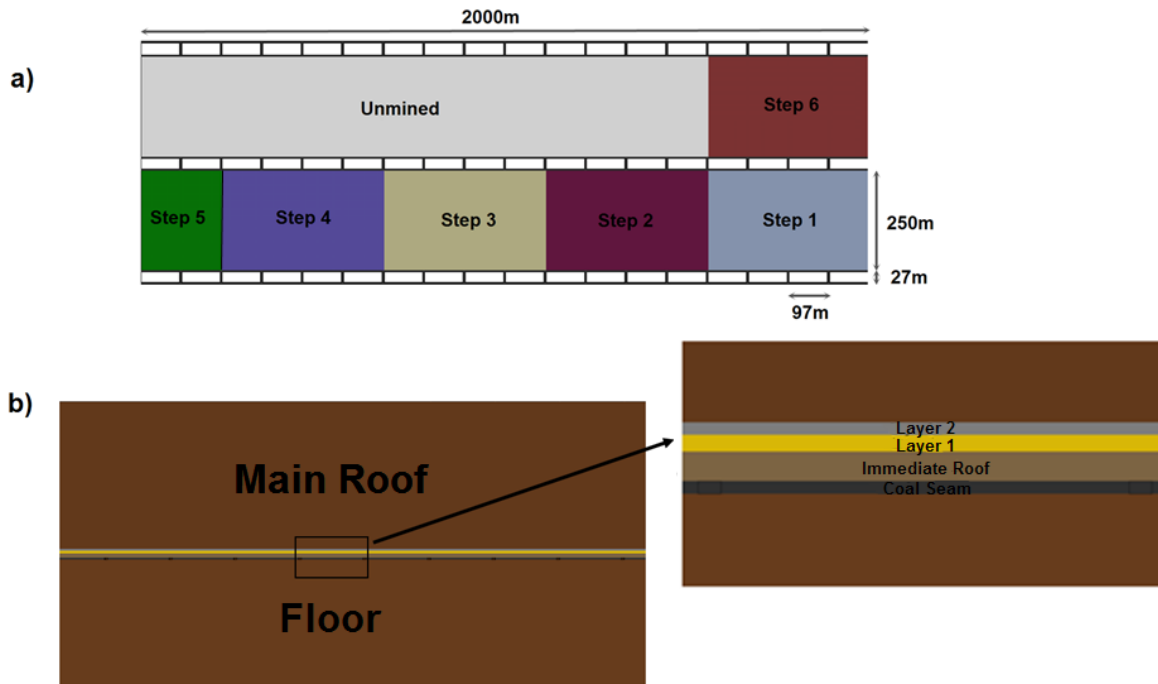 2000m
a)
Unmined
Step 6
Step 5
Step 4
Step 3
Step 2
Step 1
250m
27m
97m
b)
Main Roof
Floor
Layer 2
Layer 1
Immediate Roof
Coal Seam